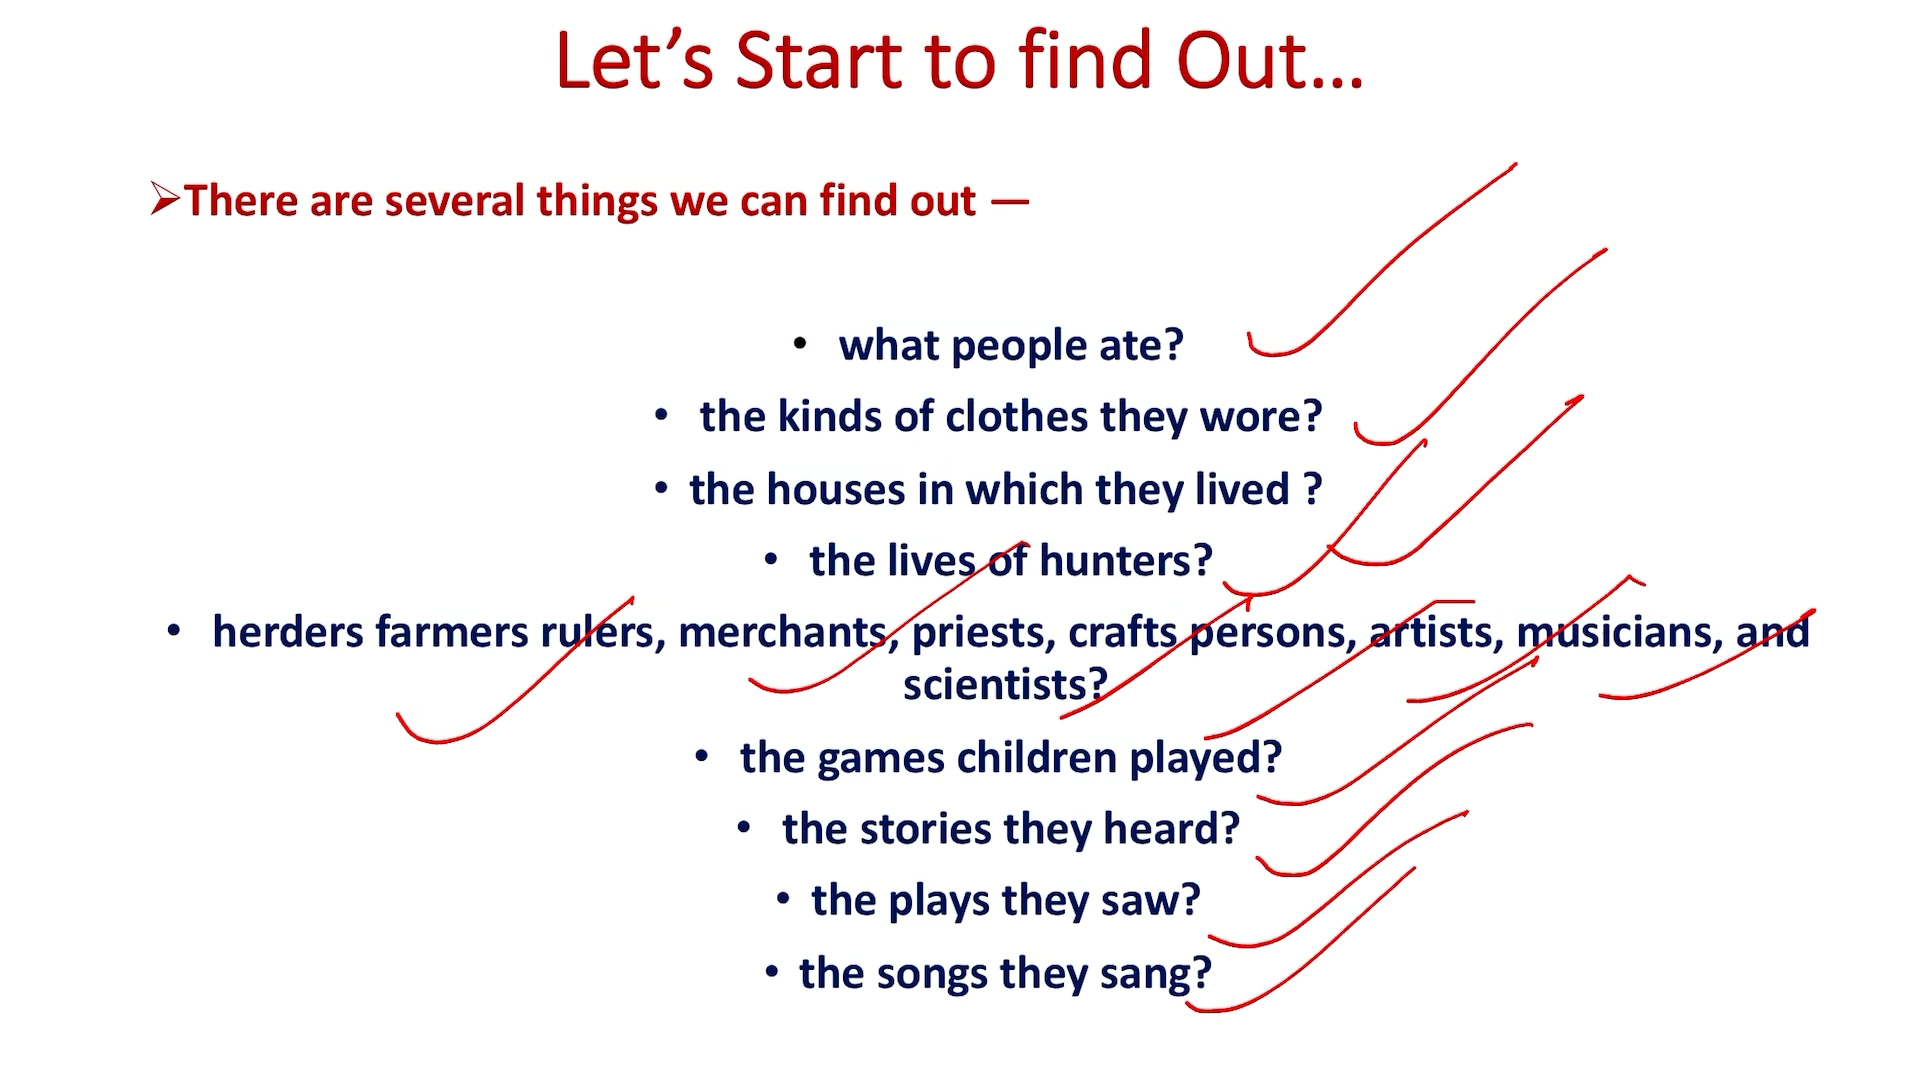 Let’s Start to find Out…
➢There are several things we can find out —
• what people ate?
• the kinds of clothes they wore?
• the houses in which they lived ?
• the lives of hunters?
• herders farmers rulers, merchants, priests, crafts persons, artists, musicians, and
scientists?
• the games children played?
• the stories they heard?
• the plays they saw?
• the songs they sang?